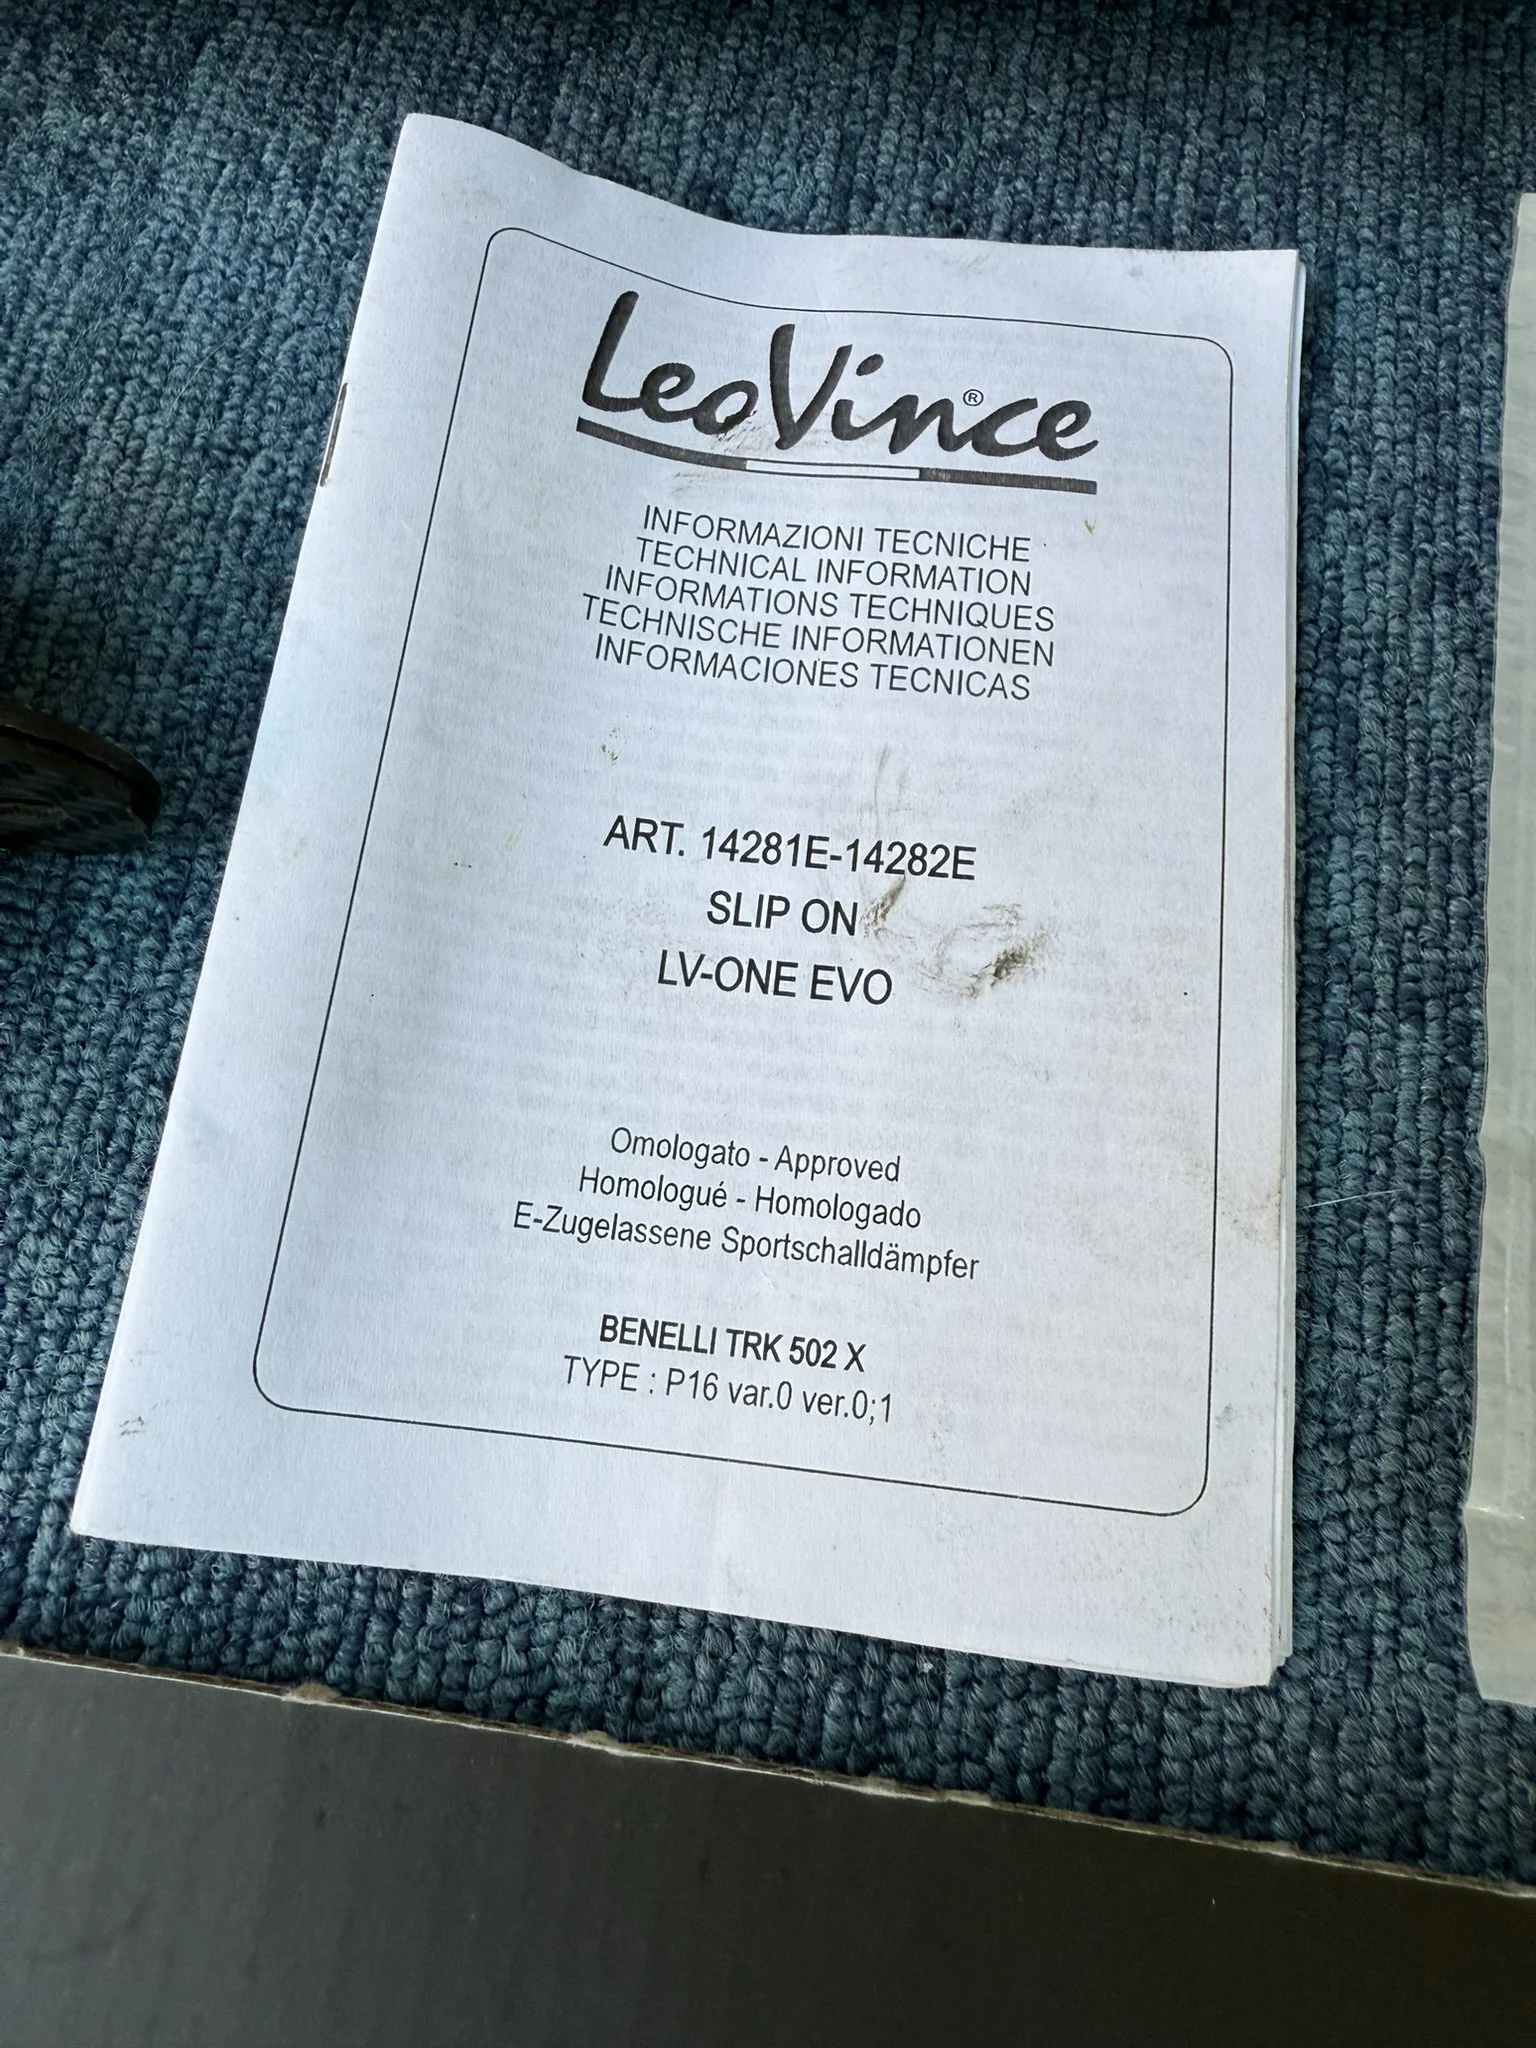 LeoVince®
INFORMAZIONI TECNICHE
TECHNICAL INFORMATION
INFORMATIONS TECHNIQUES
TECHNISCHE INFORMATIONEN
INFORMACIONES TECNICAS
ART. 14281E-14282E
SLIP ON
LV-ONE EVO
Omologato - Approved
Homologué - Homologado
E-Zugelassene Sportschalldämpfer
BENELLI TRK 502 X
TYPE : P16 var.0 ver.0;1